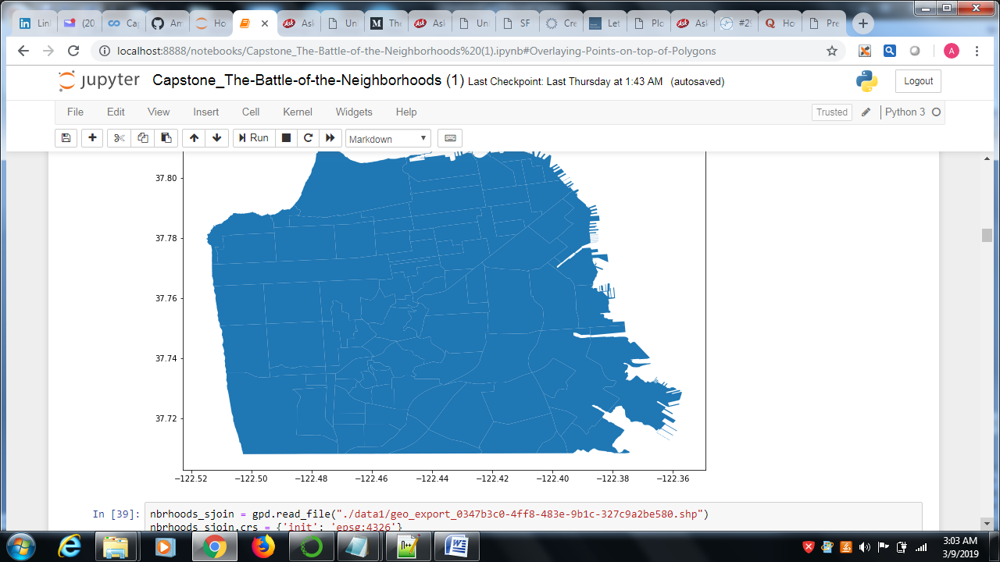 Lin
(20
Ca
Am
Ho
Ask
Un
Tho
Ask
Un
SF
Cre
Let
Plo
Ask
#2
Ho
Pre
localhost:8888/notebooks/Capstone_The-Battle-of-the-Neighborhoods%20(1).ipynb#Overlaying-Points-on-top-of-Polygons
A
jupyter Capstone_The-Battle-of-the-Neighborhoods (1) Last Checkpoint: Last Thursday at 1:43 AM (autosaved)
Logout
File Edit View Insert Cell Kernel Widgets Help
Trusted
Python 3
Run
Markdown
37.80
37.78
37.76
37.74
37.72
−122.52 −122.50 −122.48 −122.46 −122.44 −122.42 −122.40 −122.38 −122.36
In [39]: nbrhoods_sjoin = gpd.read_file("./data1/geo_export_0347b3c0-4ff8-483e-9b1c-327c9a2be580.shp")
nbrhoods_sjoin.crs = {'init': 'epsg:4326'}
3:03 AM
3/9/2019